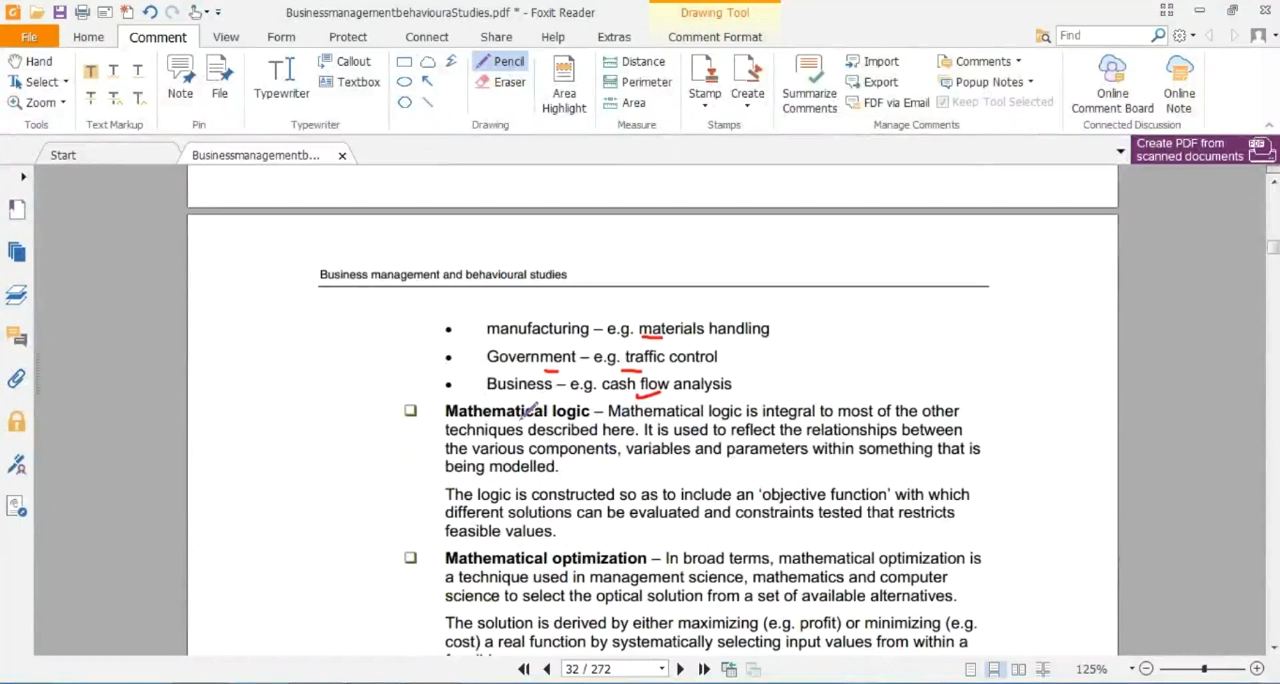 BusinessmanagementbehaviouraStudies.pdf * - Foxit Reader
Drawing Tool
File Home Comment View Form Protect Connect Share Help Extras Comment Format Find
Hand
Select
Zoom
Tools
T T T
T T T
Text Markup
Note File
Pin
Typewriter
Callout
Textbox
Typewriter
Pencil
Eraser
Drawing
Area
Highlight
Distance
Perimeter
Area
Measure
Stamp Create
Stamps
Summarize
Comments
Import
Export
FDF via Email
Comments
Popup Notes
Keep Tool Selected
Manage Comments
Online
Comment Board
Online
Note
Connected Discussion
Start
Businessmanagementb...
Create PDF from
scanned documents
PDF
Business management and behavioural studies
• manufacturing – e.g. materials handling
• Government – e.g. traffic control
• Business – e.g. cash flow analysis
Mathematical logic – Mathematical logic is integral to most of the other
techniques described here. It is used to reflect the relationships between
the various components, variables and parameters within something that is
being modelled.
The logic is constructed so as to include an ‘objective function’ with which
different solutions can be evaluated and constraints tested that restricts
feasible values.
Mathematical optimization – In broad terms, mathematical optimization is
a technique used in management science, mathematics and computer
science to select the optical solution from a set of available alternatives.
The solution is derived by either maximizing (e.g. profit) or minimizing (e.g.
cost) a real function by systematically selecting input values from within a
32 / 272
125%